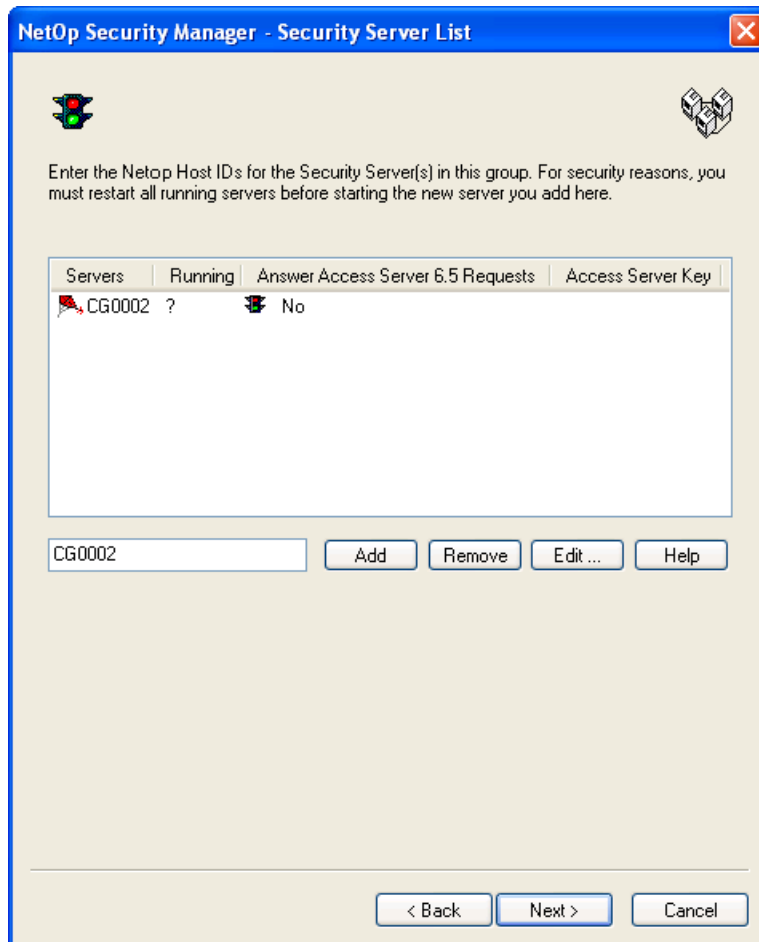 NetOp Security Manager - Security Server List
Enter the Netop Host IDs for the Security Server(s) in this group. For security reasons, you
must restart all running servers before starting the new server you add here.
Servers Running Answer Access Server 6.5 Requests Access Server Key
CG0002 ? No
CG0002 Add Remove Edit ... Help
< Back Next > Cancel